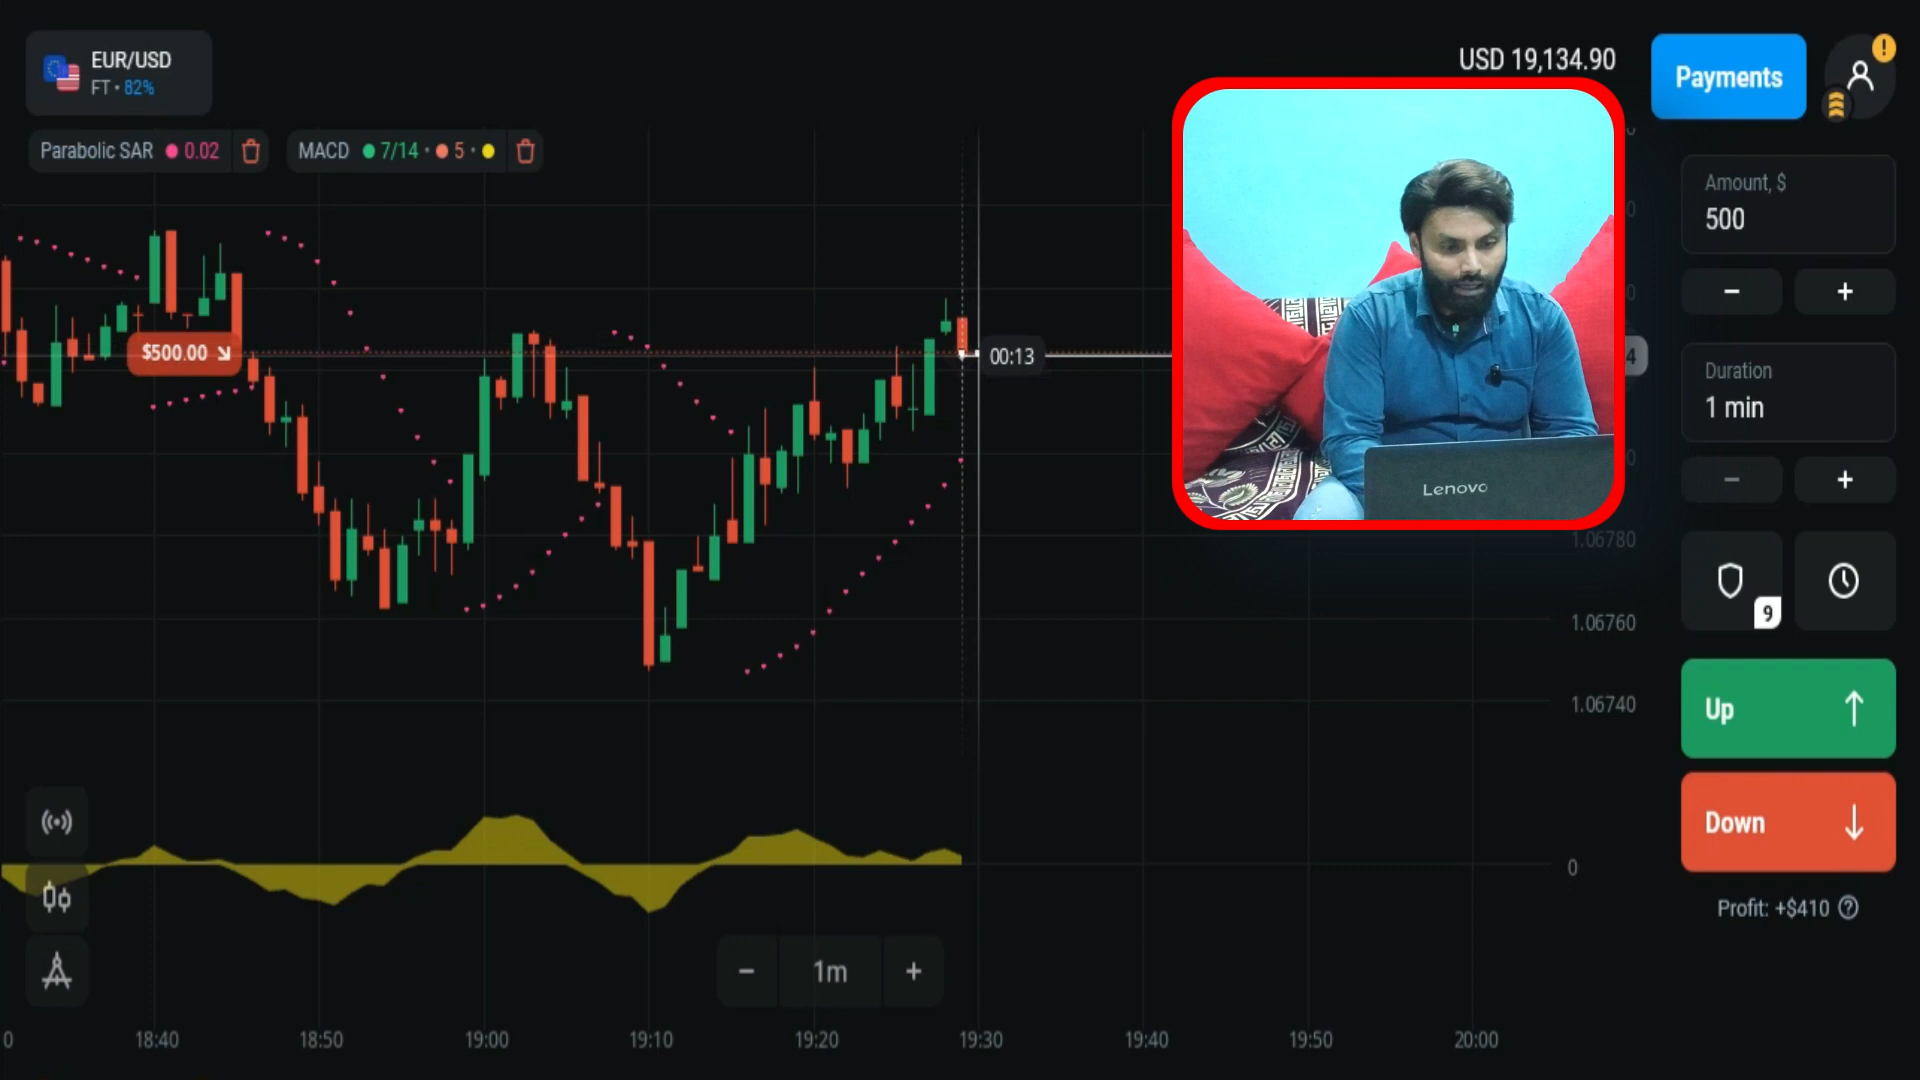 EUR/USD
FT • 82%
USD 19,134.90
Payments
!
Parabolic SAR 0.02
MACD 7/14 • 5 •
Amount, $
500
− +
$500.00
00:13
4
Duration
1 min
− +
Lenovo
1.06780
9
1.06760
1.06740
Up
Down
0
Profit: +$410 ?
− 1m +
0 18:40 18:50 19:00 19:10 19:20 19:30 19:40 19:50 20:00